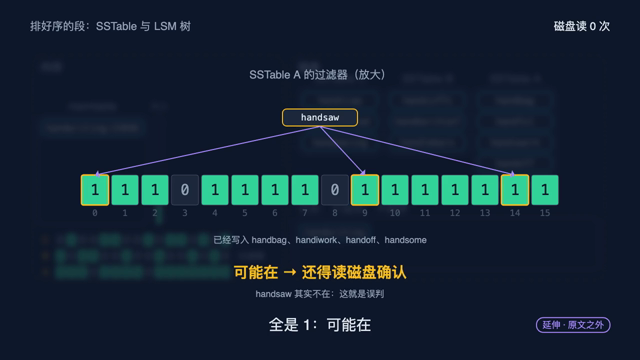 排好序的段：SSTable 与 LSM 树
磁盘读 0 次
SSTable A 的过滤器（放大）
handsaw
1 1 1 0 1 1 1 1 0 1 1 1 1 1 1 1
0 1 2 3 4 5 6 7 8 9 10 11 12 13 14 15
已经写入 handbag、handiwork、handoff、handsome
可能在 → 还得读磁盘确认
handsaw 其实不在：这就是误判
全是 1：可能在
延伸 · 原文之外